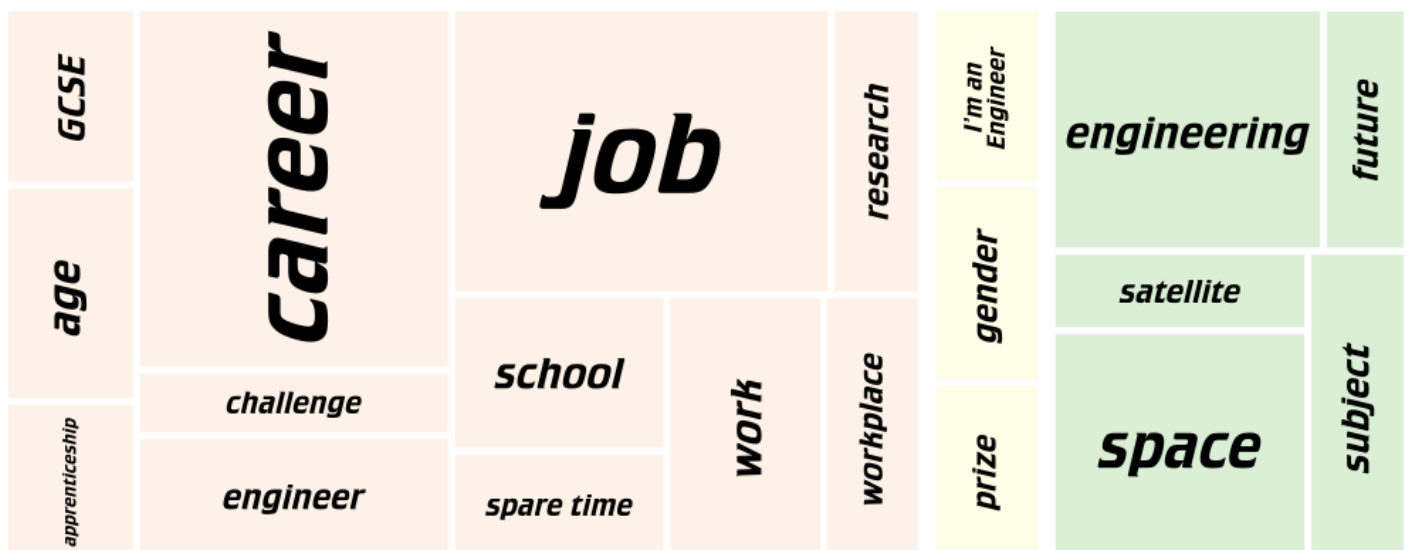 GCSE
age
apprenticeship
career
challenge
engineer
job
research
school
spare time
work
workplace
I'm an
Engineer
gender
prize
engineering
future
satellite
space
subject